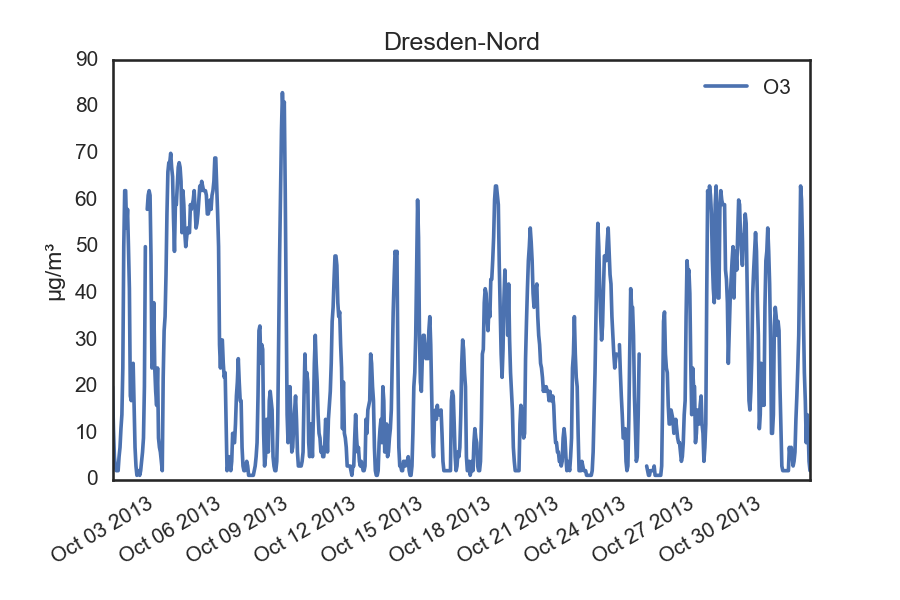 Dresden-Nord
90
80
70
60
50
40
30
20
10
0
µg/m³
O3
Oct 03 2013
Oct 06 2013
Oct 09 2013
Oct 12 2013
Oct 15 2013
Oct 18 2013
Oct 21 2013
Oct 24 2013
Oct 27 2013
Oct 30 2013